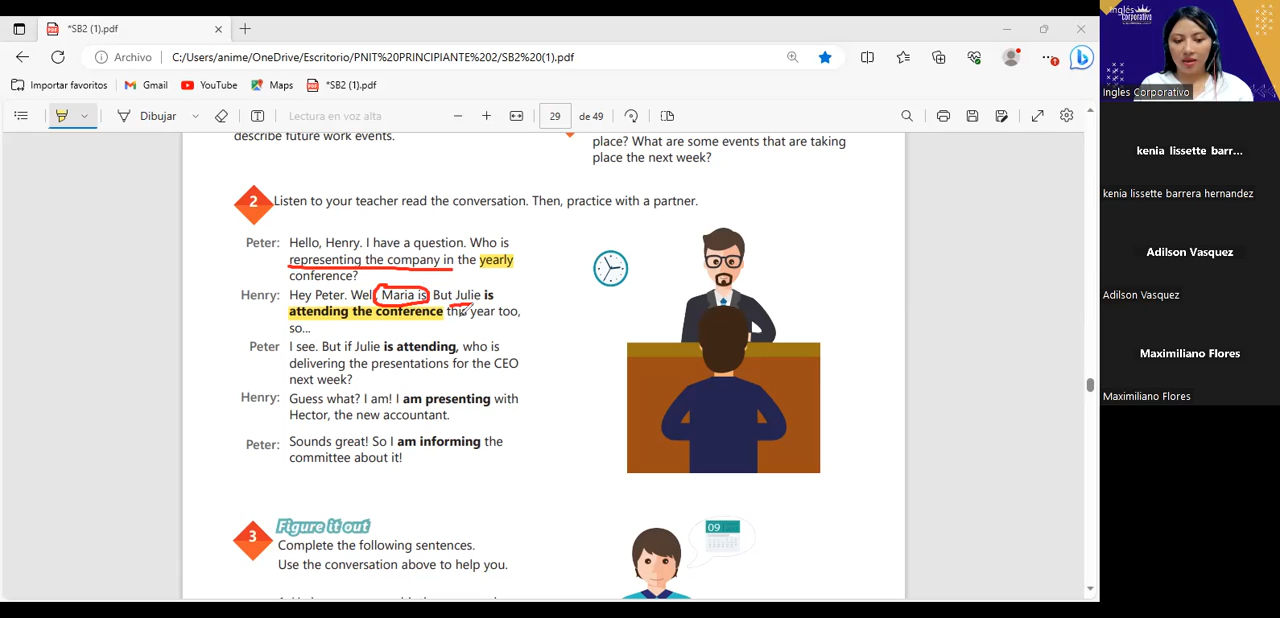 *SB2 (1).pdf
Archivo
C:/Users/anime/OneDrive/Escritorio/PNIT%20PRINCIPIANTE%202/SB2%20(1).pdf
Importar favoritos
Gmail
YouTube
Maps
*SB2 (1).pdf
Dibujar
Lectura en voz alta
29
de 49
describe future work events.
place? What are some events that are taking
place the next week?
2
Listen to your teacher read the conversation. Then, practice with a partner.
Peter:
Hello, Henry. I have a question. Who is
representing the company in the yearly
conference?
Henry:
Hey Peter. Well, Maria is. But Julie is
attending the conference this year too,
so...
Peter
I see. But if Julie is attending, who is
delivering the presentations for the CEO
next week?
Henry:
Guess what? I am! I am presenting with
Hector, the new accountant.
Peter:
Sounds great! So I am informing the
committee about it!
3
Figure it out
Complete the following sentences.
Use the conversation above to help you.
09
Inglés
Corporativo
Ingles Corporativo
kenia lissette barr...
kenia lissette barrera hernandez
Adilson Vasquez
Adilson Vasquez
Maximiliano Flores
Maximiliano Flores